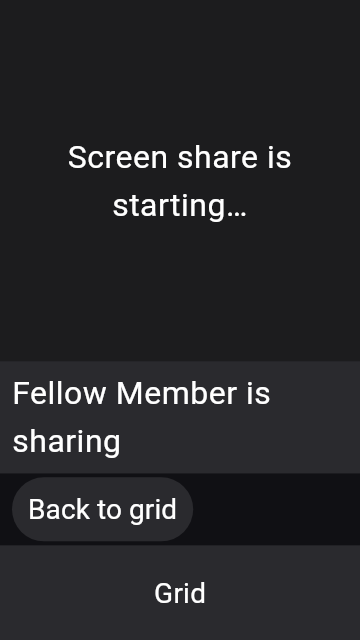 Screen share is
starting…
Fellow Member is
sharing
Back to grid
Grid